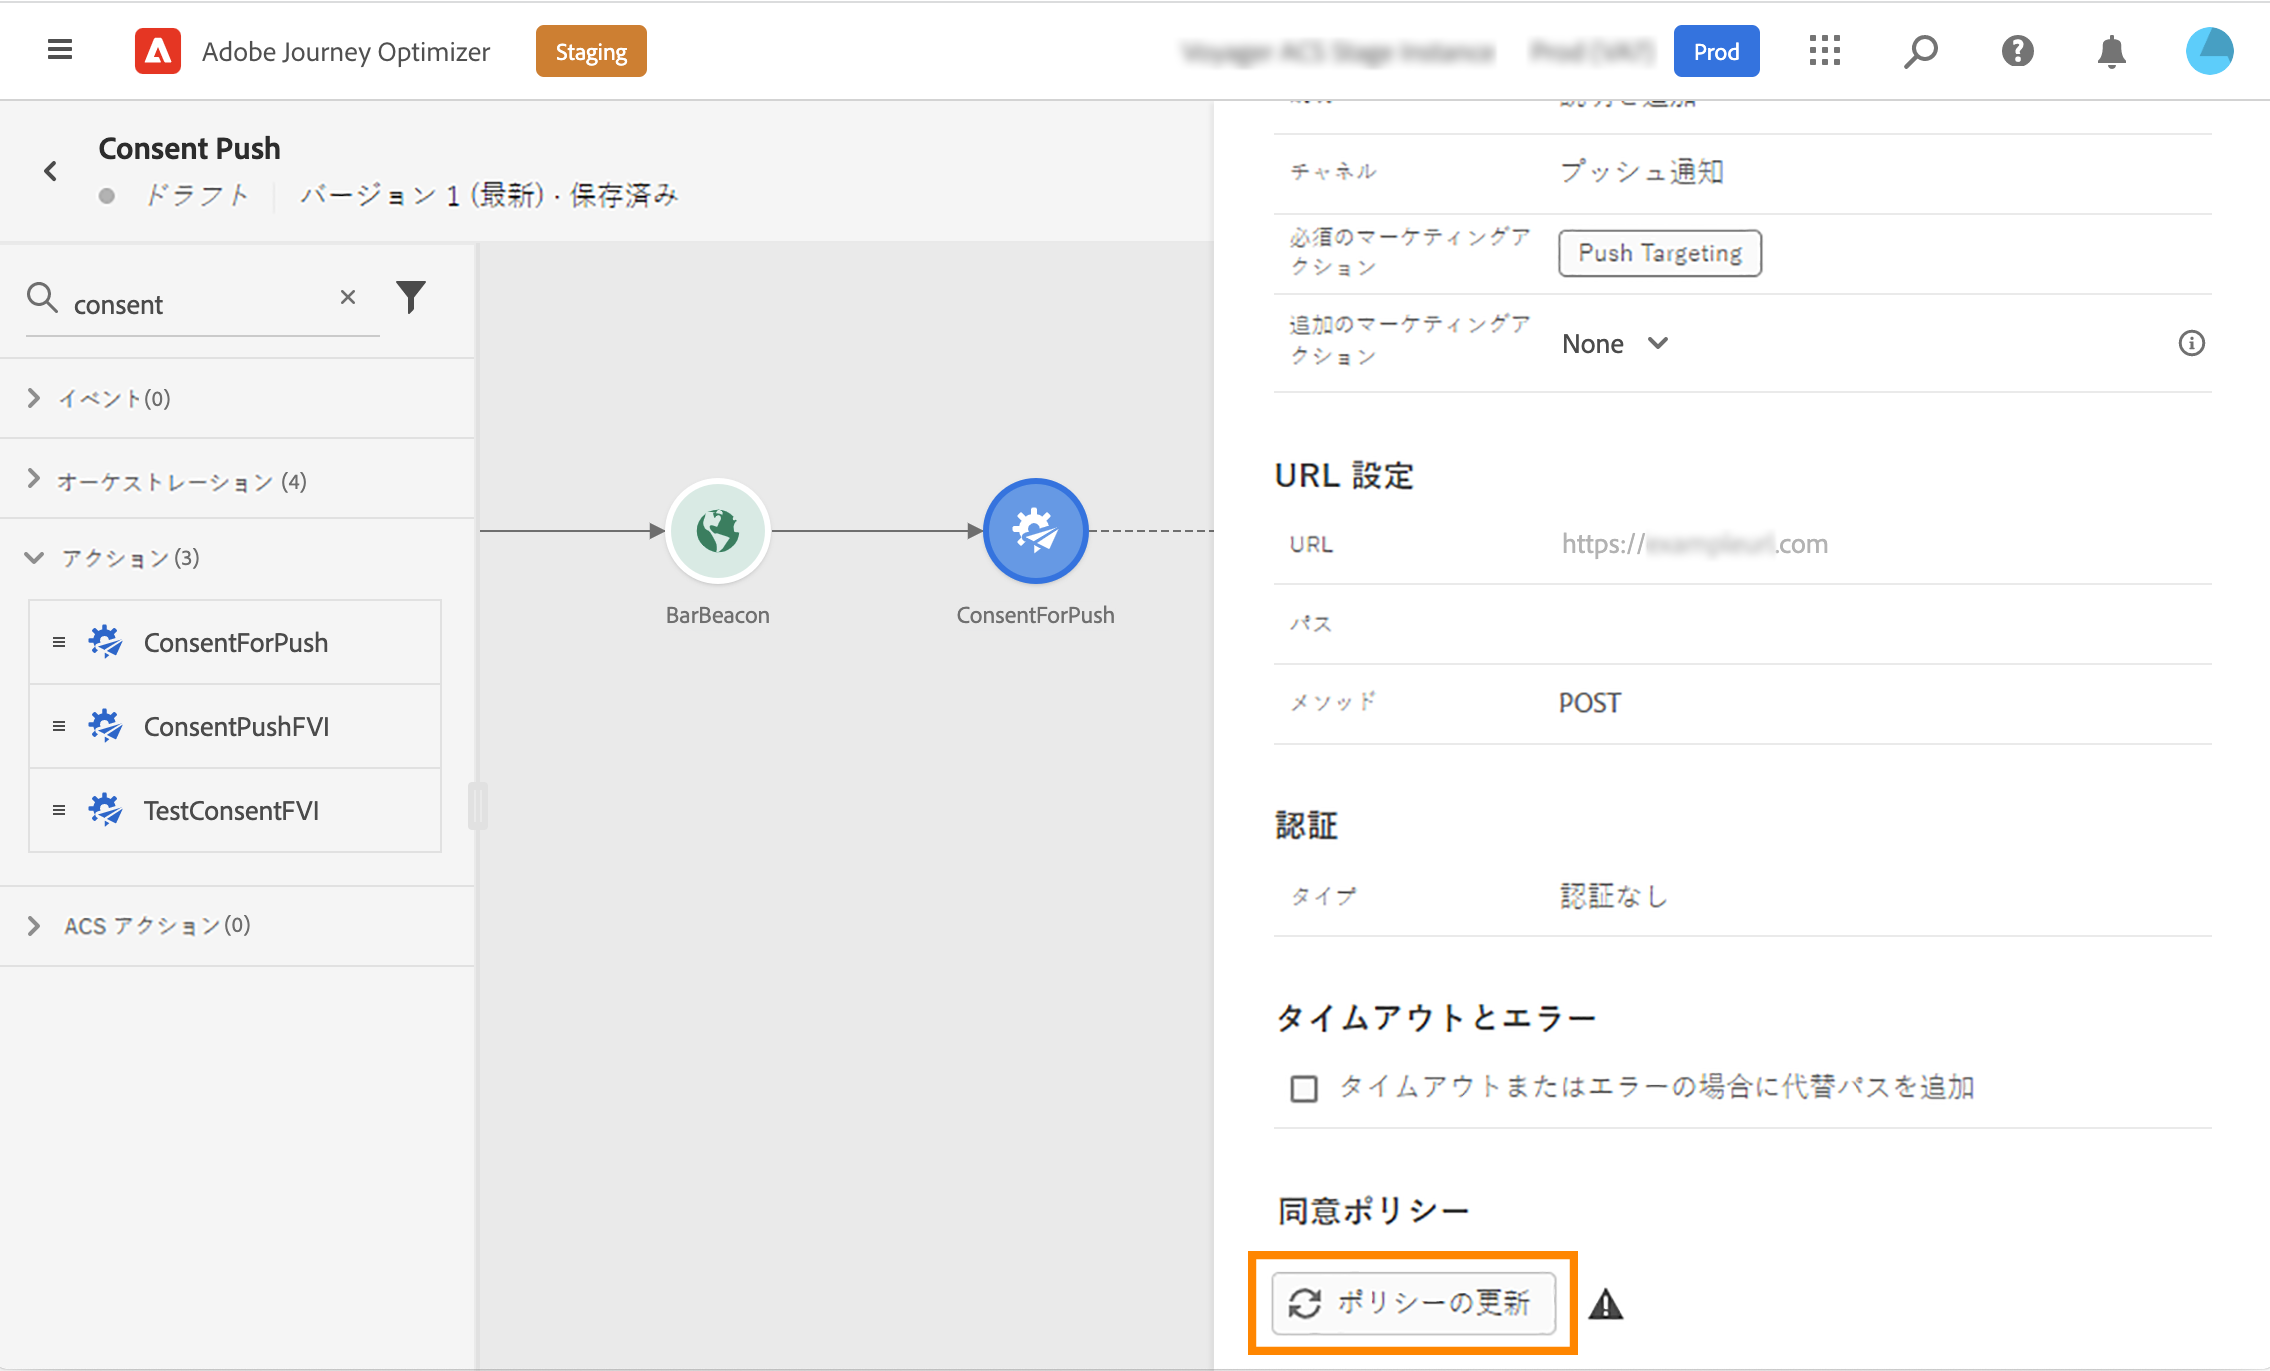 Adobe Journey Optimizer
Staging
Prod
Consent Push
ドラフト
バージョン 1 (最新) · 保存済み
consent
イベント(0)
オーケストレーション (4)
アクション(3)
ConsentForPush
ConsentPushFVI
TestConsentFVI
ACS アクション(0)
BarBeacon
ConsentForPush
チャネル
プッシュ通知
必須のマーケティングア
クション
Push Targeting
追加のマーケティングア
クション
None
URL 設定
URL
https://
.com
パス
メソッド
POST
認証
タイプ
認証なし
タイムアウトとエラー
タイムアウトまたはエラーの場合に代替パスを追加
同意ポリシー
ポリシーの更新